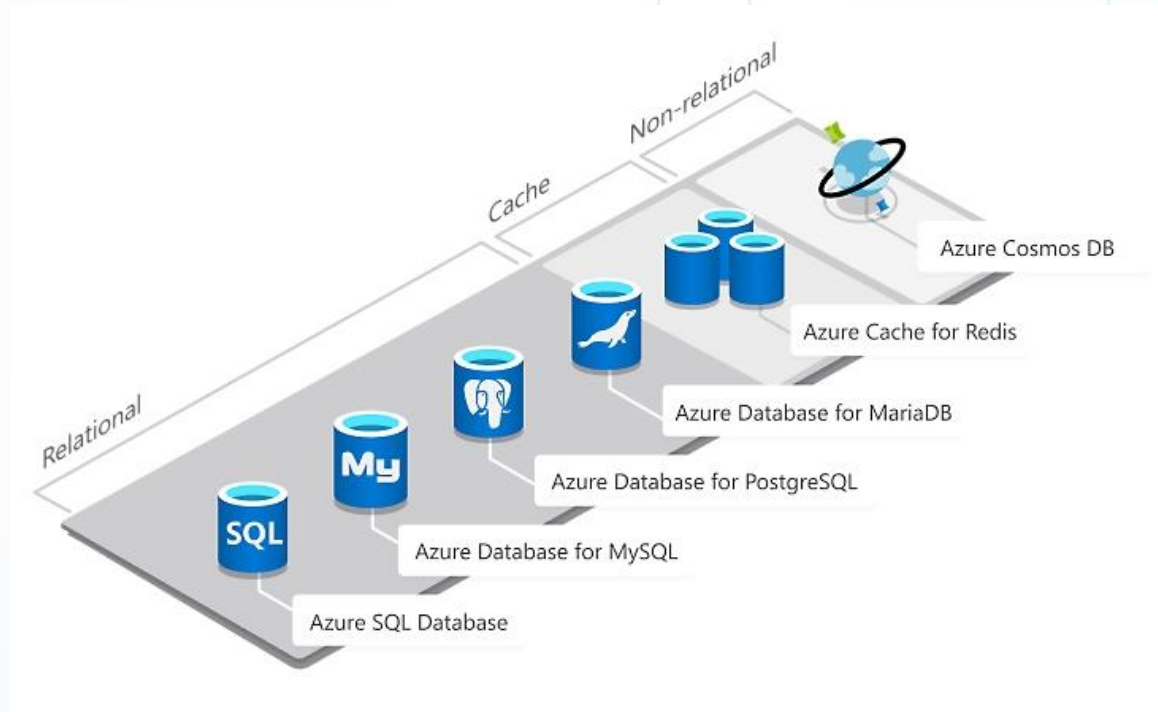 Non-relational
Cache
Relational
Azure Cosmos DB
Azure Cache for Redis
Azure Database for MariaDB
Azure Database for PostgreSQL
My
Azure Database for MySQL
SQL
Azure SQL Database